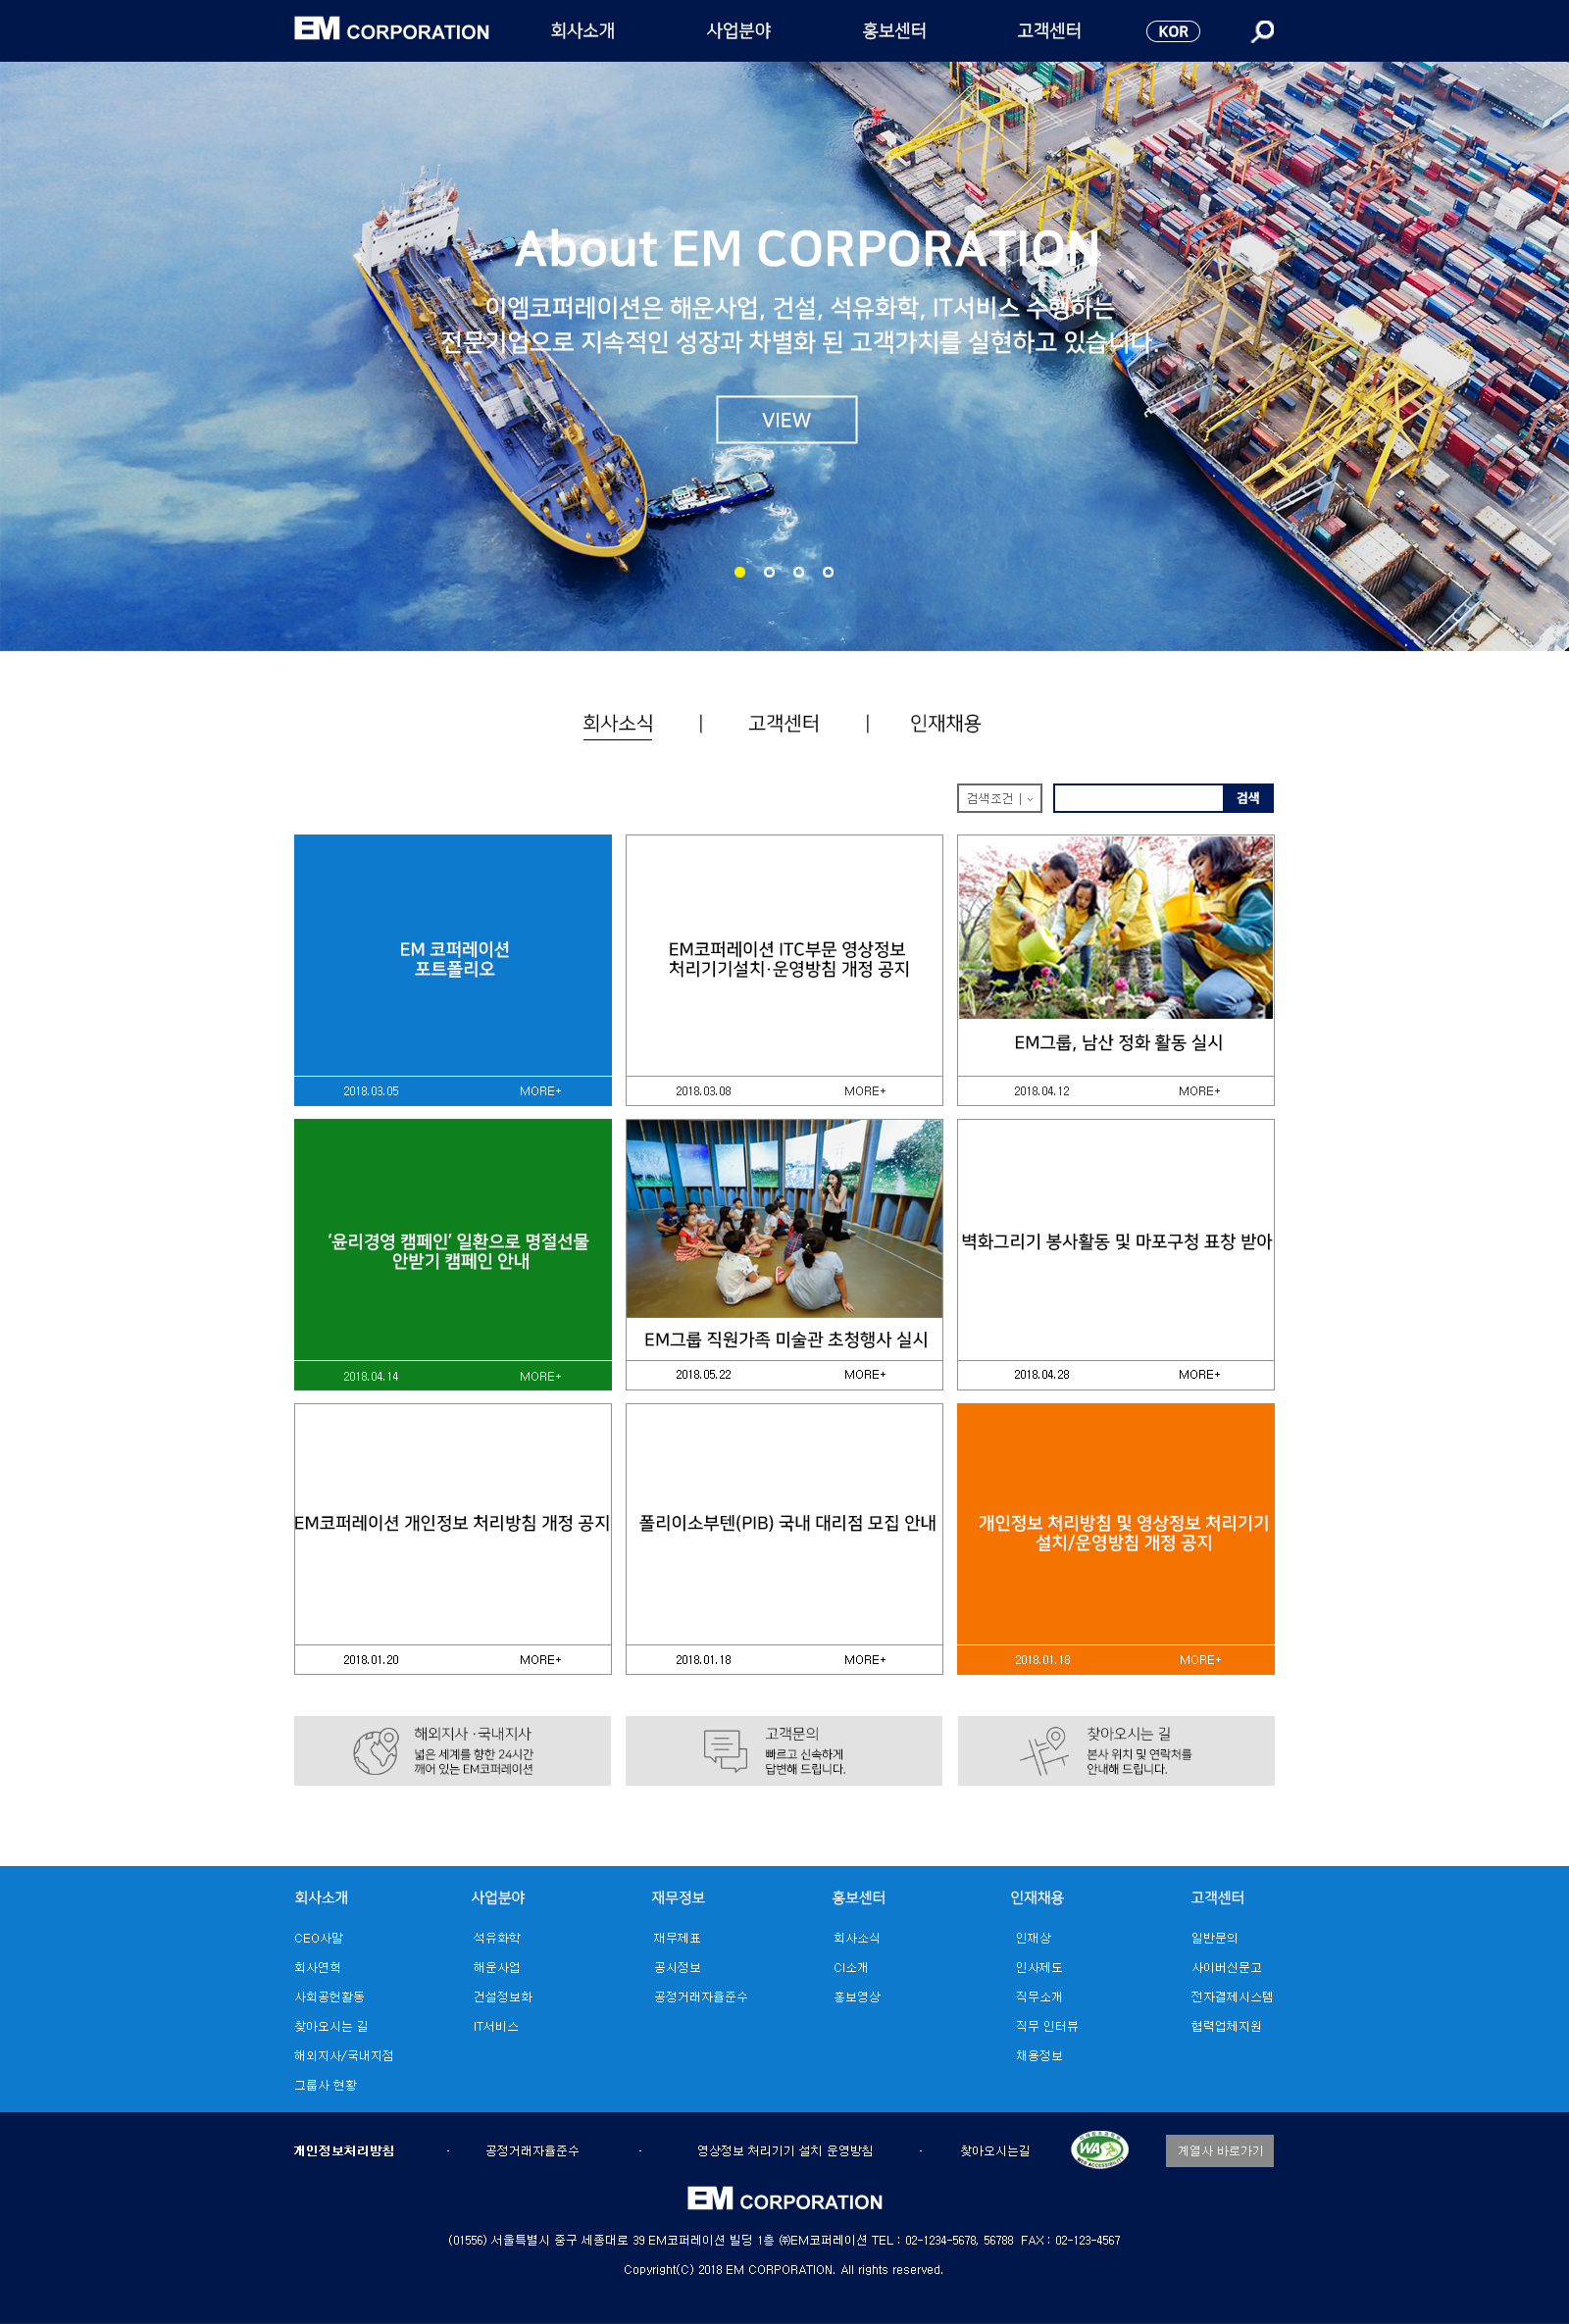 EM CORPORATION 회사소개 사업분야 홍보센터 고객센터 KOR
About EM CORPORATION
이엠코퍼레이션은 해운사업, 건설, 석유화학, IT서비스 수행하는
전문기업으로 지속적인 성장과 차별화 된 고객가치를 실현하고 있습니다.
VIEW
회사소식 | 고객센터 | 인재채용
검색조건 | 검색
EM 코퍼레이션
포트폴리오
2018.03.05 MORE+
EM코퍼레이션 ITC부문 영상정보
처리기기설치·운영방침 개정 공지
2018.03.08 MORE+
EM그룹, 남산 정화 활동 실시
2018.04.12 MORE+
‘윤리경영 캠페인’ 일환으로 명절선물
안받기 캠페인 안내
2018.04.14 MORE+
EM그룹 직원가족 미술관 초청행사 실시
2018.05.22 MORE+
벽화그리기 봉사활동 및 마포구청 표창 받아
2018.04.28 MORE+
EM코퍼레이션 개인정보 처리방침 개정 공지
2018.01.20 MORE+
폴리이소부텐(PIB) 국내 대리점 모집 안내
2018.01.18 MORE+
개인정보 처리방침 및 영상정보 처리기기
설치/운영방침 개정 공지
2018.01.18 MORE+
해외지사 ·국내지사
넓은 세계를 향한 24시간
깨어 있는 EM코퍼레이션
고객문의
빠르고 신속하게
답변해 드립니다.
찾아오시는 길
본사 위치 및 연락처를
안내해 드립니다.
회사소개
CEO사말
회사연혁
사회공헌활동
찾아오시는 길
해외지사/국내지점
그룹사 현황
사업분야
석유화학
해운사업
건설정보화
IT서비스
재무정보
재무제표
공시정보
공정거래자율준수
홍보센터
회사소식
CI소개
홍보영상
인재채용
인재상
인사제도
직무소개
직무 인터뷰
채용정보
고객센터
일반문의
사이버신문고
전자결제시스템
협력업체지원
개인정보처리방침 · 공정거래자율준수 · 영상정보 처리기기 설치 운영방침 · 찾아오시는길
WA
WEB ACCESSIBILITY
계열사 바로가기
EM CORPORATION
(01556) 서울특별시 중구 세종대로 39 EM코퍼레이션 빌딩 1층 ㈜EM코퍼레이션 TEL : 02-1234-5678, 56788 FAX : 02-123-4567
Copyright(C) 2018 EM CORPORATION. All rights reserved.